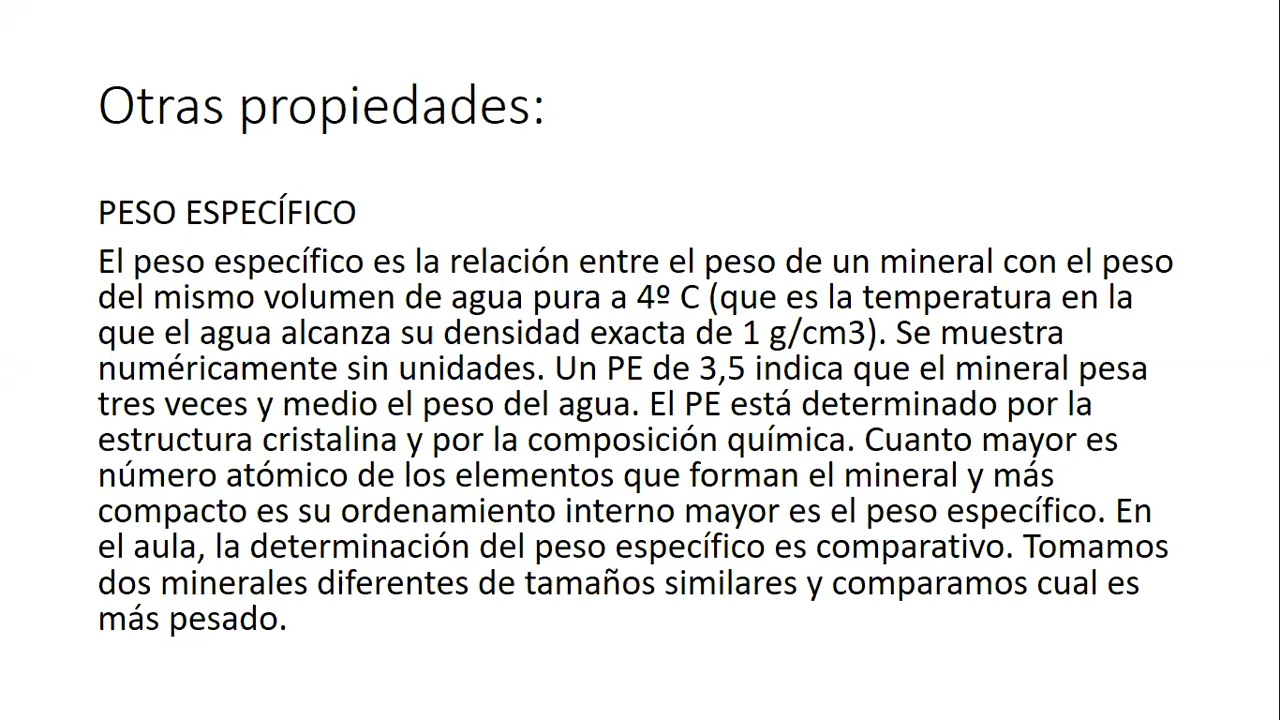 Otras propiedades:
PESO ESPECÍFICO
El peso específico es la relación entre el peso de un mineral con el peso
del mismo volumen de agua pura a 4º C (que es la temperatura en la
que el agua alcanza su densidad exacta de 1 g/cm3). Se muestra
numéricamente sin unidades. Un PE de 3,5 indica que el mineral pesa
tres veces y medio el peso del agua. El PE está determinado por la
estructura cristalina y por la composición química. Cuanto mayor es
número atómico de los elementos que forman el mineral y más
compacto es su ordenamiento interno mayor es el peso específico. En
el aula, la determinación del peso específico es comparativo. Tomamos
dos minerales diferentes de tamaños similares y comparamos cual es
más pesado.